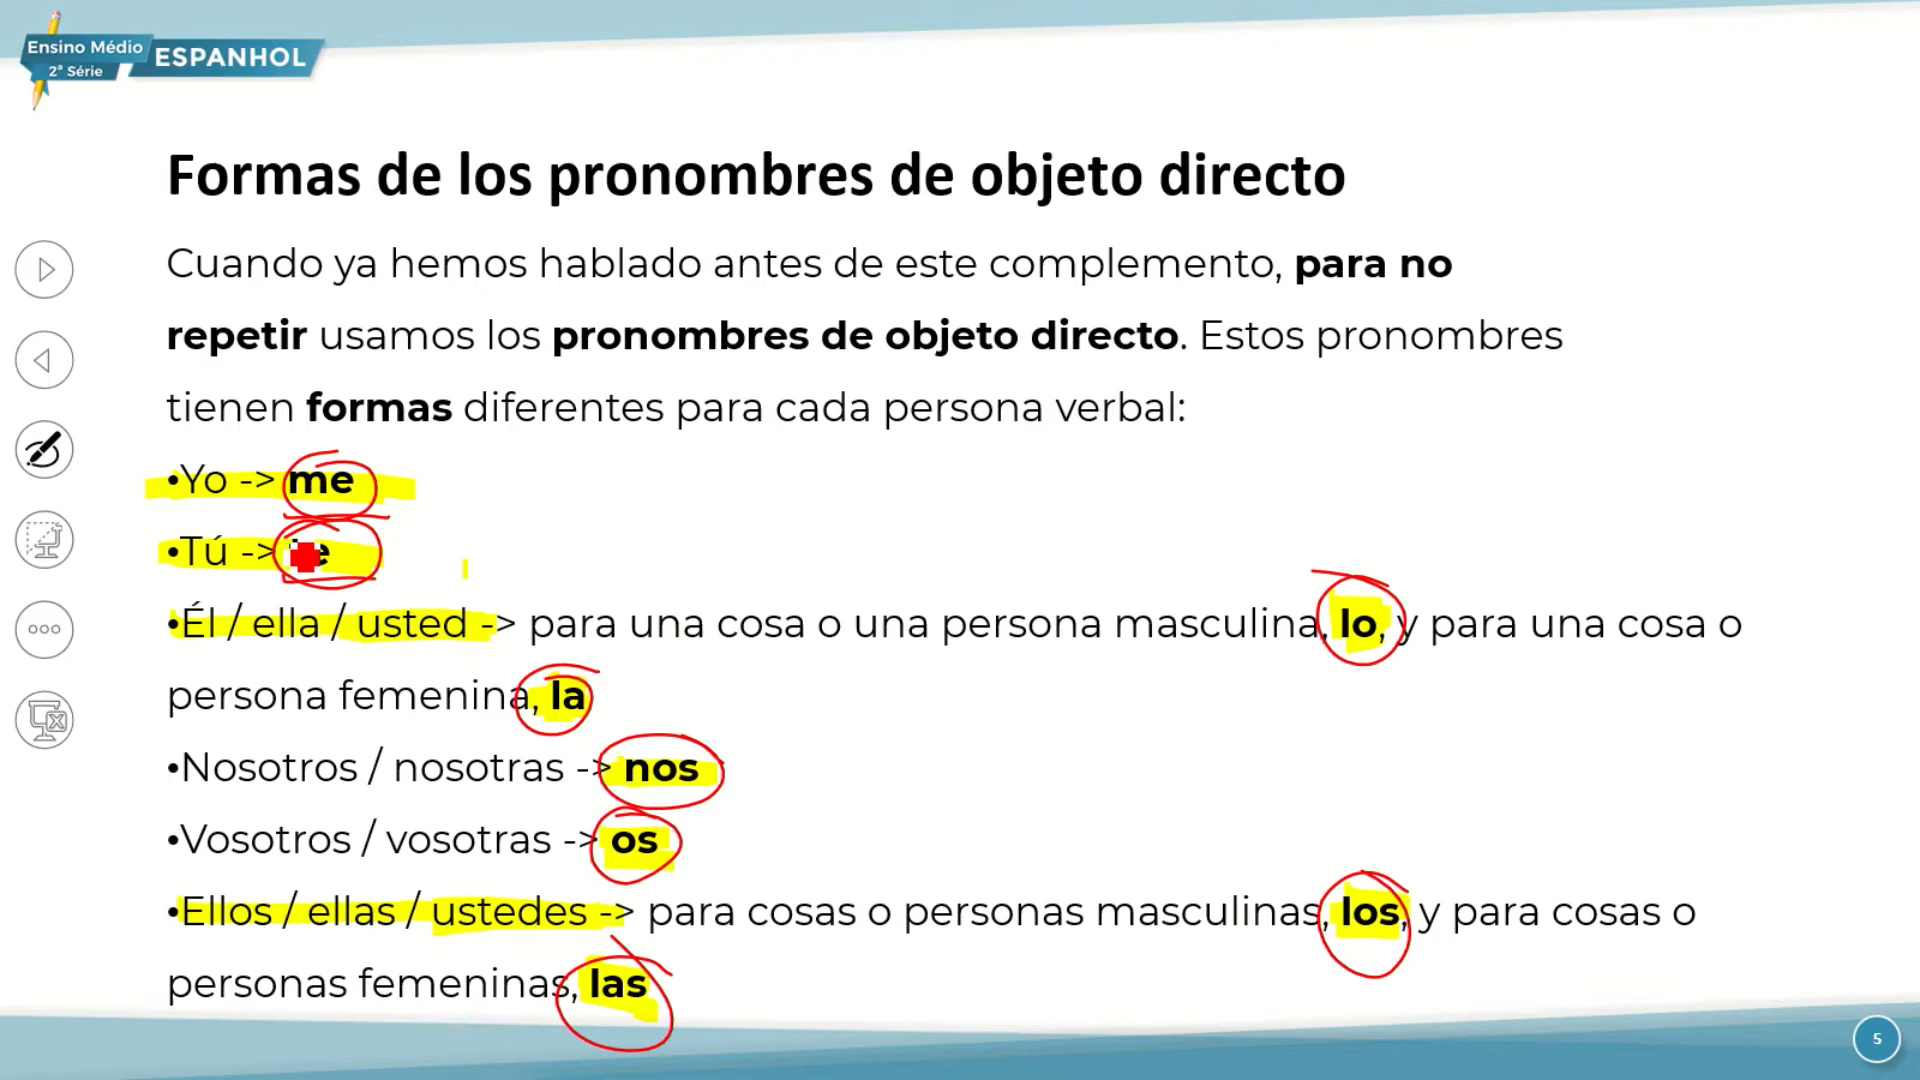 Ensino Médio
2ª Série
ESPANHOL
Formas de los pronombres de objeto directo
Cuando ya hemos hablado antes de este complemento, para no
repetir usamos los pronombres de objeto directo. Estos pronombres
tienen formas diferentes para cada persona verbal:
•Yo -> me
•Tú -> te
•Él / ella / usted -> para una cosa o una persona masculina, lo, y para una cosa o
persona femenina, la
•Nosotros / nosotras -> nos
•Vosotros / vosotras -> os
•Ellos / ellas / ustedes -> para cosas o personas masculinas, los, y para cosas o
personas femeninas, las
5